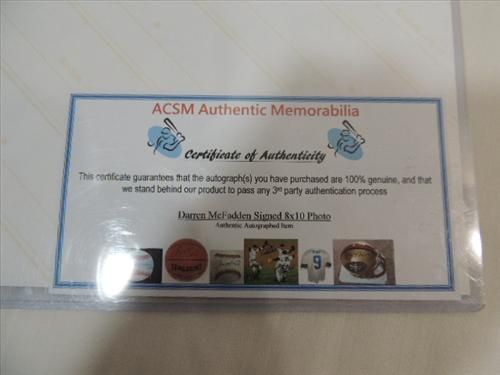 ACSM Authentic Memorabilia
Certificate of Authenticity
This certificate guarantees that the autograph(s) you have purchased are 100% genuine, and that
we stand behind our product to pass any 3rd party authentication process
Darren McFadden Signed 8x10 Photo
Authentic Autographed Item
SPALDING
9